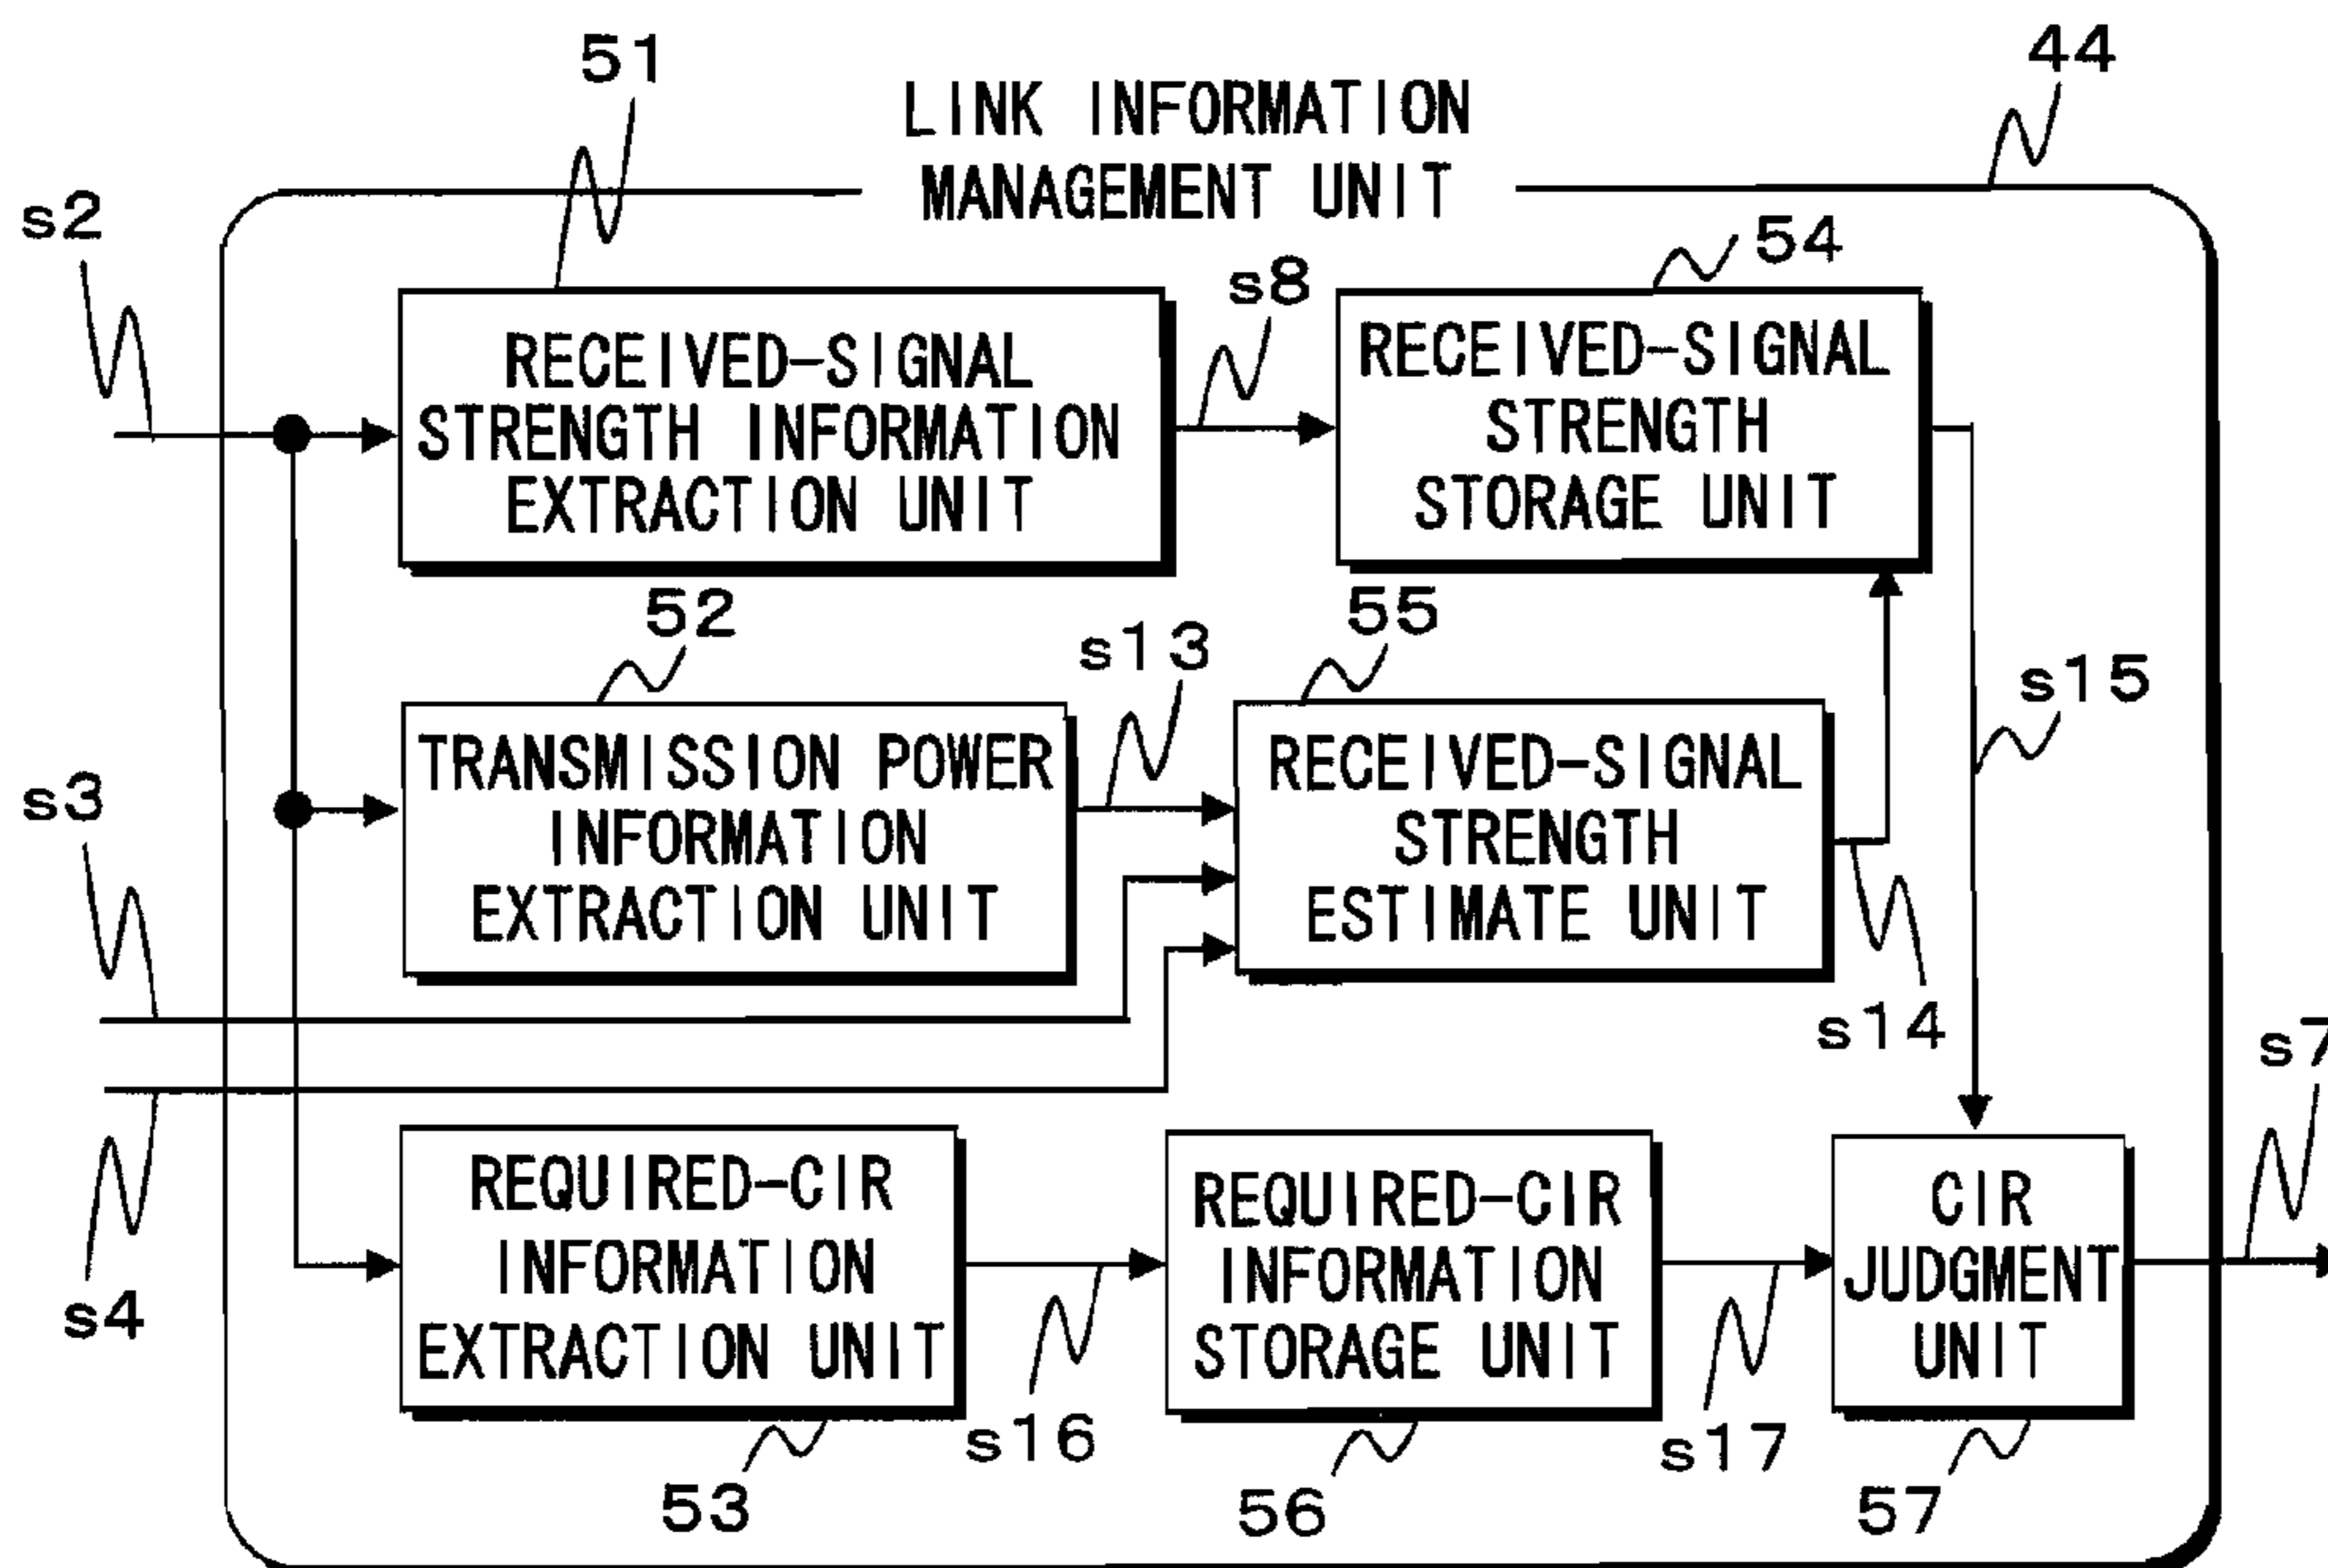 51
44
LINK INFORMATION
MANAGEMENT UNIT
s2
54
s8
RECEIVED-SIGNAL
STRENGTH INFORMATION
EXTRACTION UNIT
RECEIVED-SIGNAL
STRENGTH
STORAGE UNIT
52
55
s13
s15
s3
TRANSMISSION POWER
INFORMATION
EXTRACTION UNIT
RECEIVED-SIGNAL
STRENGTH
ESTIMATE UNIT
s14
s7
s4
REQUIRED-CIR
INFORMATION
EXTRACTION UNIT
REQUIRED-CIR
INFORMATION
STORAGE UNIT
CIR
JUDGMENT
UNIT
s16
s17
53
56
57